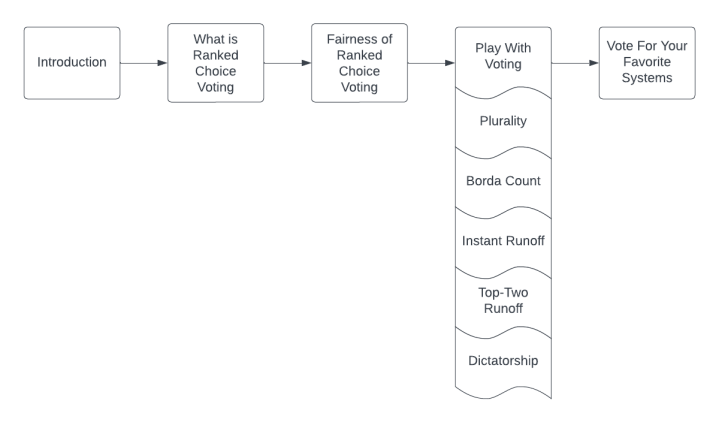 Introduction
What is
Ranked
Choice
Voting
Fairness of
Ranked
Choice
Voting
Play With
Voting
Vote For Your
Favorite
Systems
Plurality
Borda Count
Instant Runoff
Top-Two
Runoff
Dictatorship